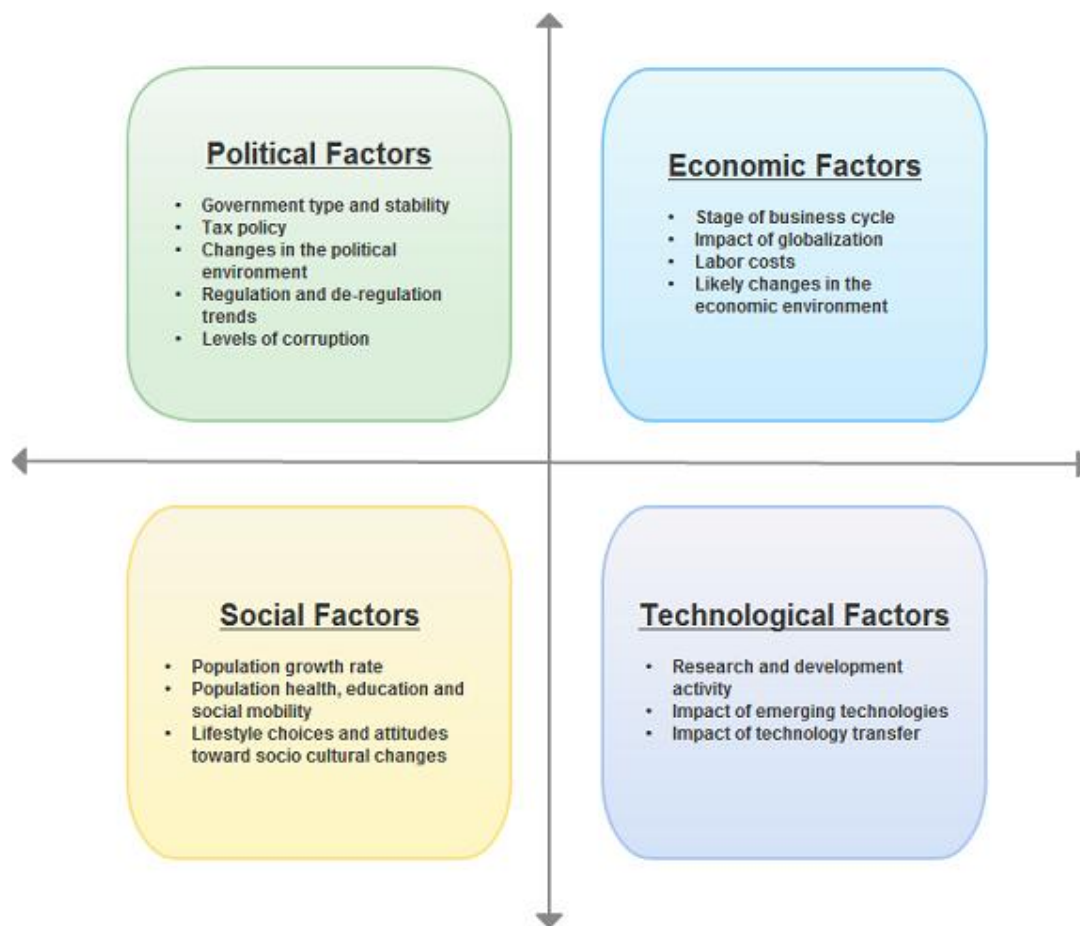 Political Factors
• Government type and stability
• Tax policy
• Changes in the political
environment
• Regulation and de-regulation
trends
• Levels of corruption
Economic Factors
• Stage of business cycle
• Impact of globalization
• Labor costs
• Likely changes in the
economic environment
Social Factors
• Population growth rate
• Population health, education and
social mobility
• Lifestyle choices and attitudes
toward socio cultural changes
Technological Factors
• Research and development
activity
• Impact of emerging technologies
• Impact of technology transfer